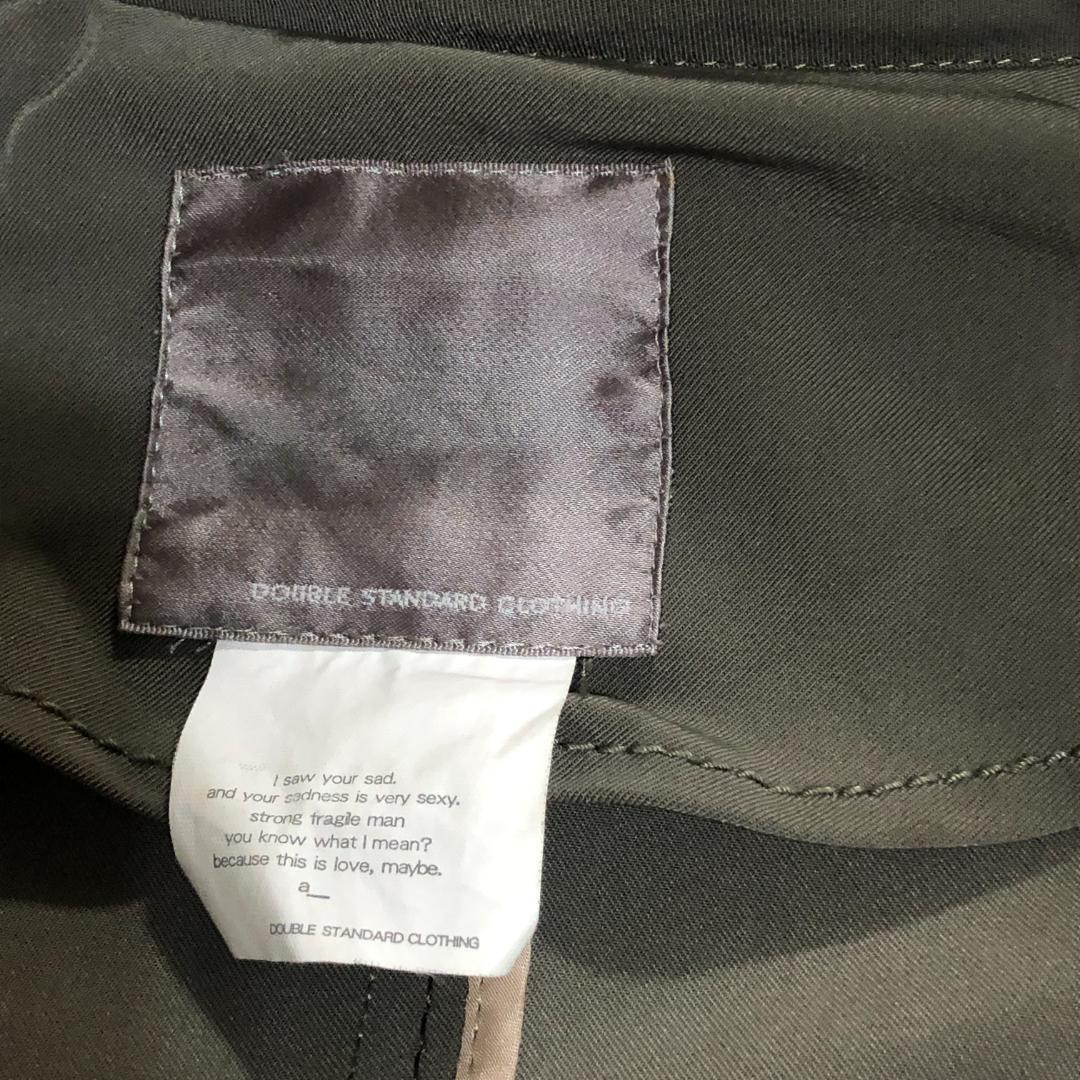 DOUBLE STANDARD CLOTHING
I saw your sad.
and your sadness is very sexy.
strong fragile man
you know what I mean?
because this is love, maybe.
a__
DOUBLE STANDARD CLOTHING